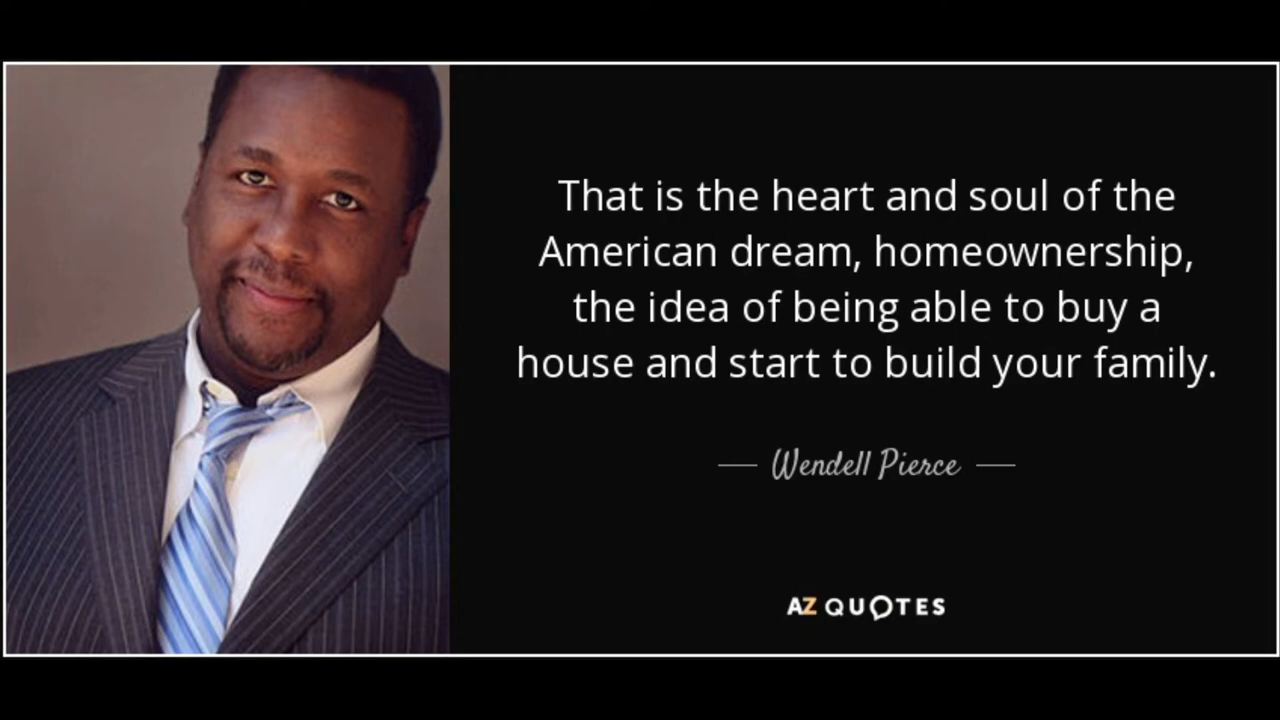 That is the heart and soul of the
American dream, homeownership,
the idea of being able to buy a
house and start to build your family.
Wendell Pierce
AZ QUOTES